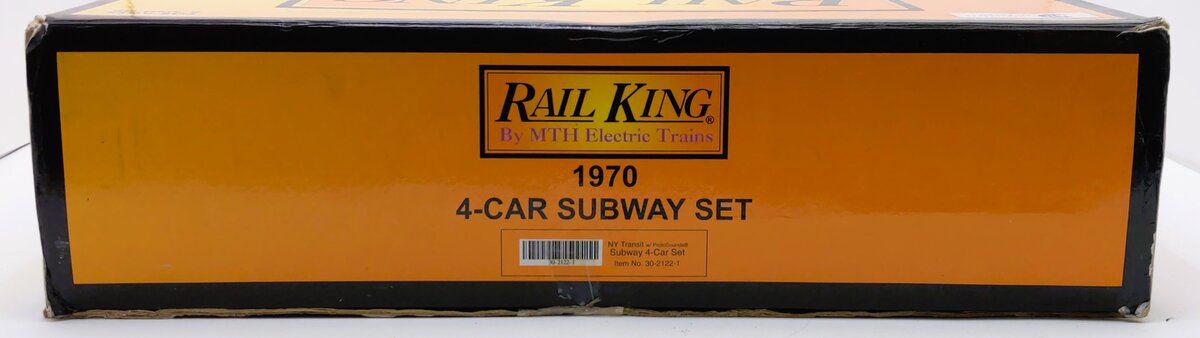 RAIL KING®
By MTH Electric Trains
1970
4-CAR SUBWAY SET
NY Transit w/ ProtoSounds®
Subway 4-Car Set
30-2122-1
Item No. 30-2122-1